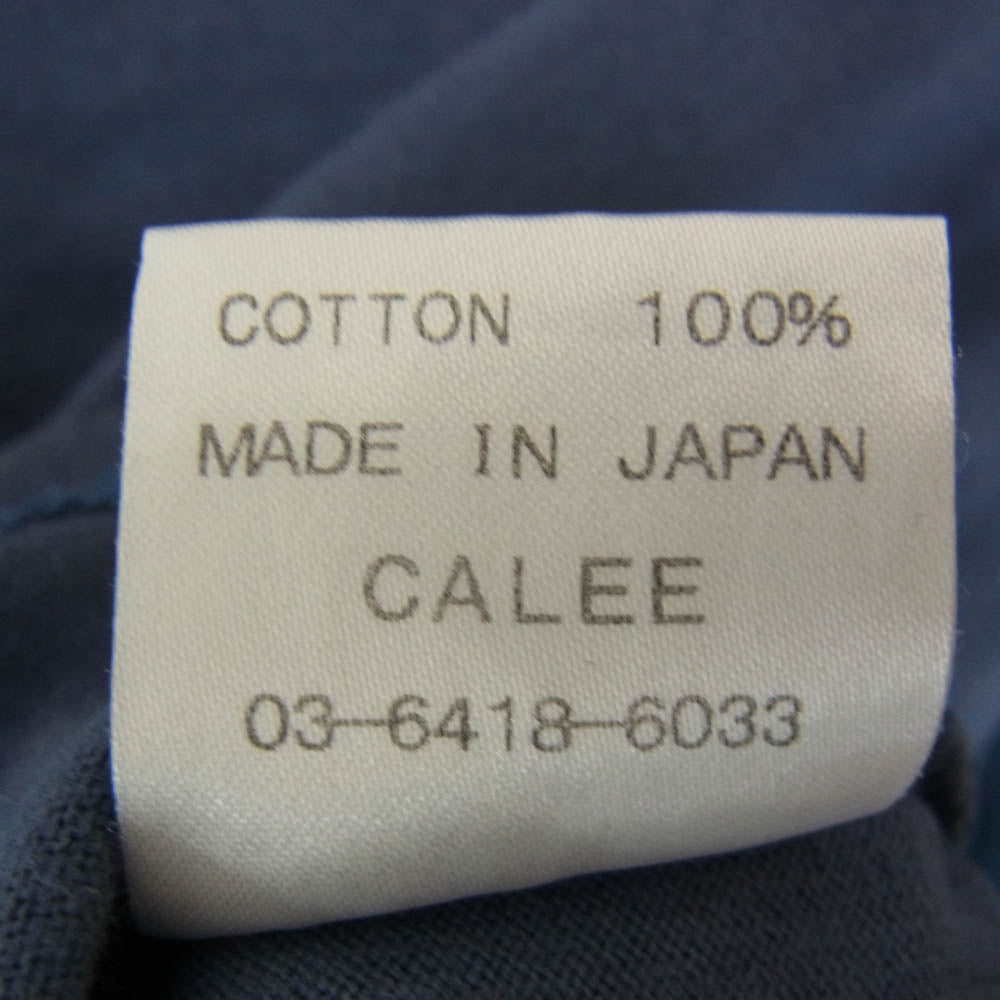 COTTON 100%
MADE IN JAPAN
CALEE
03-6418-6033